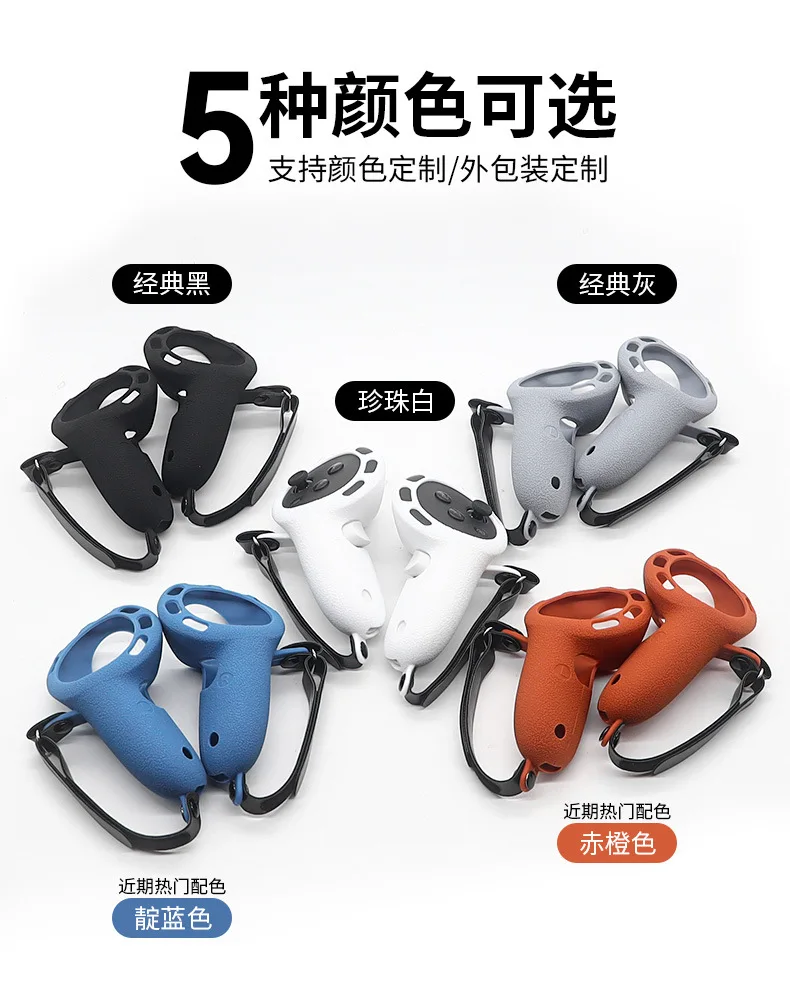 5种颜色可选
支持颜色定制/外包装定制
经典黑
经典灰
珍珠白
近期热门配色
赤橙色
近期热门配色
靛蓝色